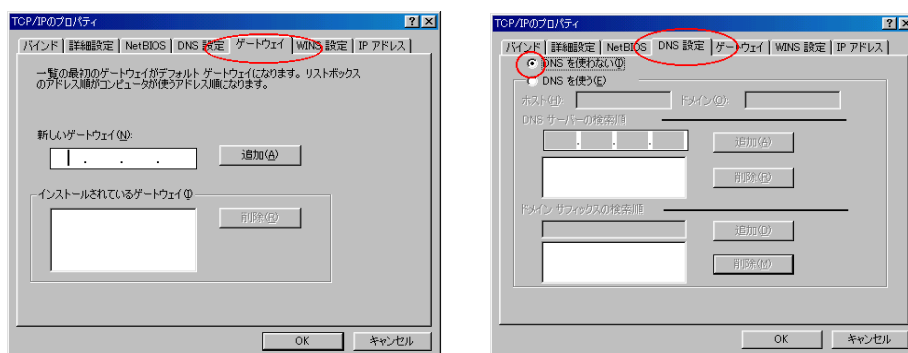 TCP/IPのプロパティ
バインド 詳細設定 NetBIOS DNS 設定 ゲートウェイ WINS 設定 IP アドレス
一覧の最初のゲートウェイがデフォルト ゲートウェイになります。リストボックス
のアドレス順がコンピュータが使うアドレス順になります。
新しいゲートウェイ(N):
追加(A)
インストールされているゲートウェイ(I)
削除(R)
OK キャンセル
TCP/IPのプロパティ
バインド 詳細設定 NetBIOS DNS 設定 ゲートウェイ WINS 設定 IP アドレス
DNS を使わない(I)
DNS を使う(E)
ホスト(H): ドメイン(O):
DNS サーバーの検索順
追加(A)
削除(R)
ドメイン サフィックスの検索順
追加(D)
削除(M)
OK キャンセル